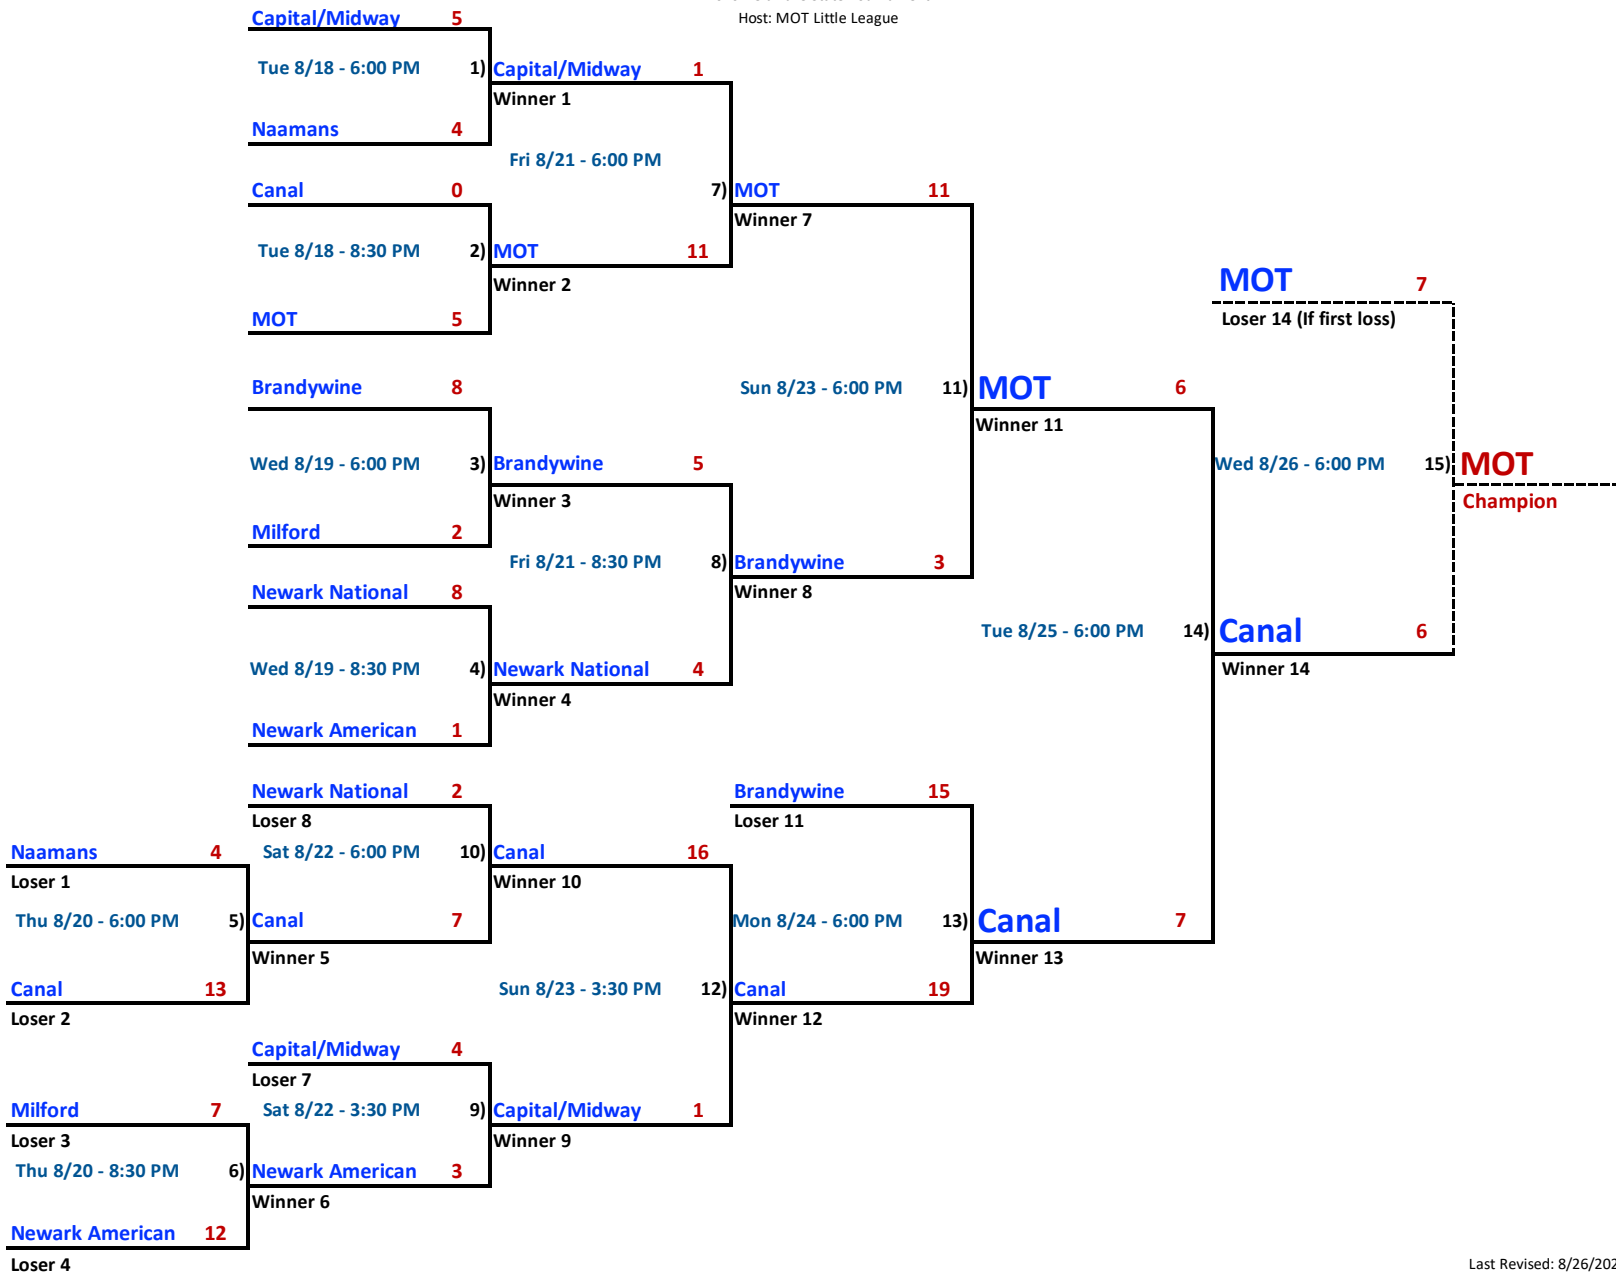 Host: MOT Little League
Capital/Midway 5
Tue 8/18 - 6:00 PM 1) Capital/Midway 1
Winner 1
Naamans 4
Fri 8/21 - 6:00 PM
Canal 0
7) MOT 11
Winner 7
Tue 8/18 - 8:30 PM 2) MOT 11
Winner 2
MOT 7
MOT 5
Loser 14 (If first loss)
Brandywine 8
Sun 8/23 - 6:00 PM 11) MOT 6
Winner 11
Wed 8/19 - 6:00 PM 3) Brandywine 5
Wed 8/26 - 6:00 PM 15) MOT
Winner 3
Champion
Milford 2
Fri 8/21 - 8:30 PM 8) Brandywine 3
Newark National 8
Winner 8
Tue 8/25 - 6:00 PM 14) Canal 6
Wed 8/19 - 8:30 PM 4) Newark National 4
Winner 14
Winner 4
Newark American 1
Newark National 2
Brandywine 15
Loser 8
Loser 11
Naamans 4
Sat 8/22 - 6:00 PM 10) Canal 16
Loser 1
Winner 10
Thu 8/20 - 6:00 PM 5) Canal 7
Mon 8/24 - 6:00 PM 13) Canal 7
Winner 5
Winner 13
Canal 13
Sun 8/23 - 3:30 PM 12) Canal 19
Loser 2
Winner 12
Capital/Midway 4
Loser 7
Milford 7
Sat 8/22 - 3:30 PM 9) Capital/Midway 1
Loser 3
Winner 9
Thu 8/20 - 8:30 PM 6) Newark American 3
Winner 6
Newark American 12
Loser 4
Last Revised: 8/26/202